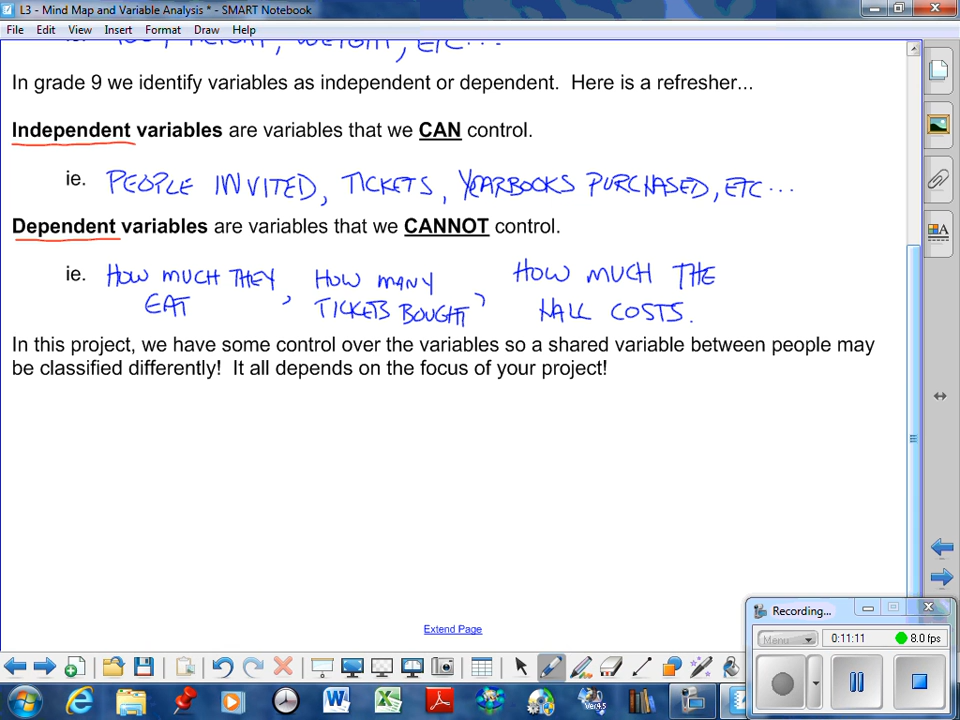 L3 - Mind Map and Variable Analysis * - SMART Notebook
File Edit View Insert Format Draw Help
HEIGHT, WEIGHT, ETC...
In grade 9 we identify variables as independent or dependent. Here is a refresher...
Independent variables are variables that we CAN control.
ie. PEOPLE INVITED, TICKETS, YEARBOOKS PURCHASED, ETC...
Dependent variables are variables that we CANNOT control.
ie. HOW MUCH THEY EAT, HOW MANY TICKETS BOUGHT, HOW MUCH THE HALL COSTS.
In this project, we have some control over the variables so a shared variable between people may
be classified differently! It all depends on the focus of your project!
Extend Page
Recording...
Menu 0:11:11 8.0 fps